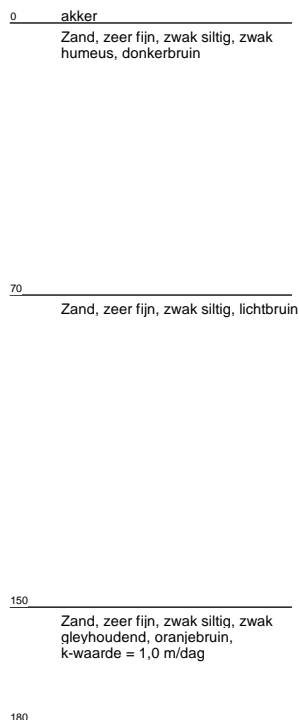 0 akker
Zand, zeer fijn, zwak siltig, zwak
humeus, donkerbruin
70
Zand, zeer fijn, zwak siltig, lichtbruin
150
Zand, zeer fijn, zwak siltig, zwak
gleyhoudend, oranjebruin,
k-waarde = 1,0 m/dag
180